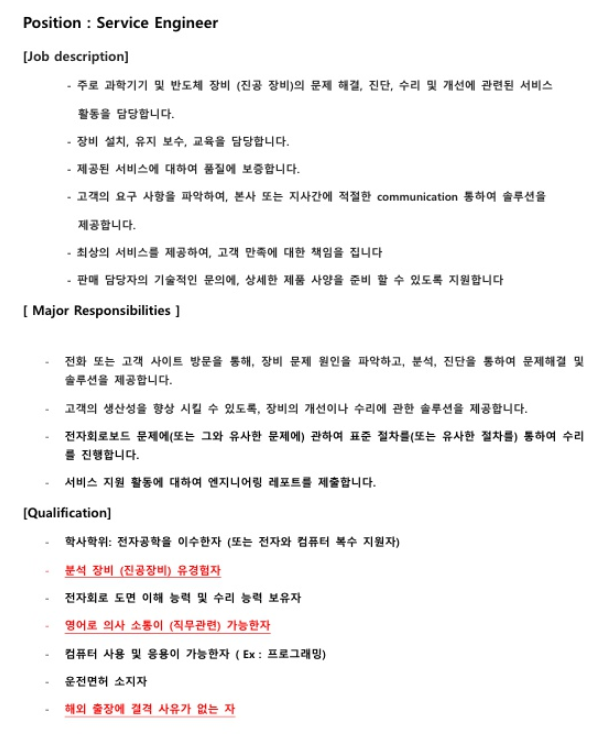 Position : Service Engineer
[Job description]
- 주로 과학기기 및 반도체 장비 (진공 장비)의 문제 해결, 진단, 수리 및 개선에 관련된 서비스
활동을 담당합니다.
- 장비 설치, 유지 보수, 교육을 담당합니다.
- 제공된 서비스에 대하여 품질에 보증합니다.
- 고객의 요구 사항을 파악하여, 본사 또는 지사간에 적절한 communication 통하여 솔루션을
제공합니다.
- 최상의 서비스를 제공하여, 고객 만족에 대한 책임을 집니다
- 판매 담당자의 기술적인 문의에, 상세한 제품 사양을 준비 할 수 있도록 지원합니다
[ Major Responsibilities ]
- 전화 또는 고객 사이트 방문을 통해, 장비 문제 원인을 파악하고, 분석, 진단을 통하여 문제해결 및
솔루션을 제공합니다.
- 고객의 생산성을 향상 시킬 수 있도록, 장비의 개선이나 수리에 관한 솔루션을 제공합니다.
- 전자회로보드 문제에(또는 그와 유사한 문제에) 관하여 표준 절차를(또는 유사한 절차를) 통하여 수리
를 진행합니다.
- 서비스 지원 활동에 대하여 엔지니어링 레포트를 제출합니다.
[Qualification]
- 학사학위: 전자공학을 이수한자 (또는 전자와 컴퓨터 복수 지원자)
- 분석 장비 (진공장비) 유경험자
- 전자회로 도면 이해 능력 및 수리 능력 보유자
- 영어로 의사 소통이 (직무관련) 가능한자
- 컴퓨터 사용 및 응용이 가능한자 ( Ex : 프로그래밍)
- 운전면허 소지자
- 해외 출장에 결격 사유가 없는 자